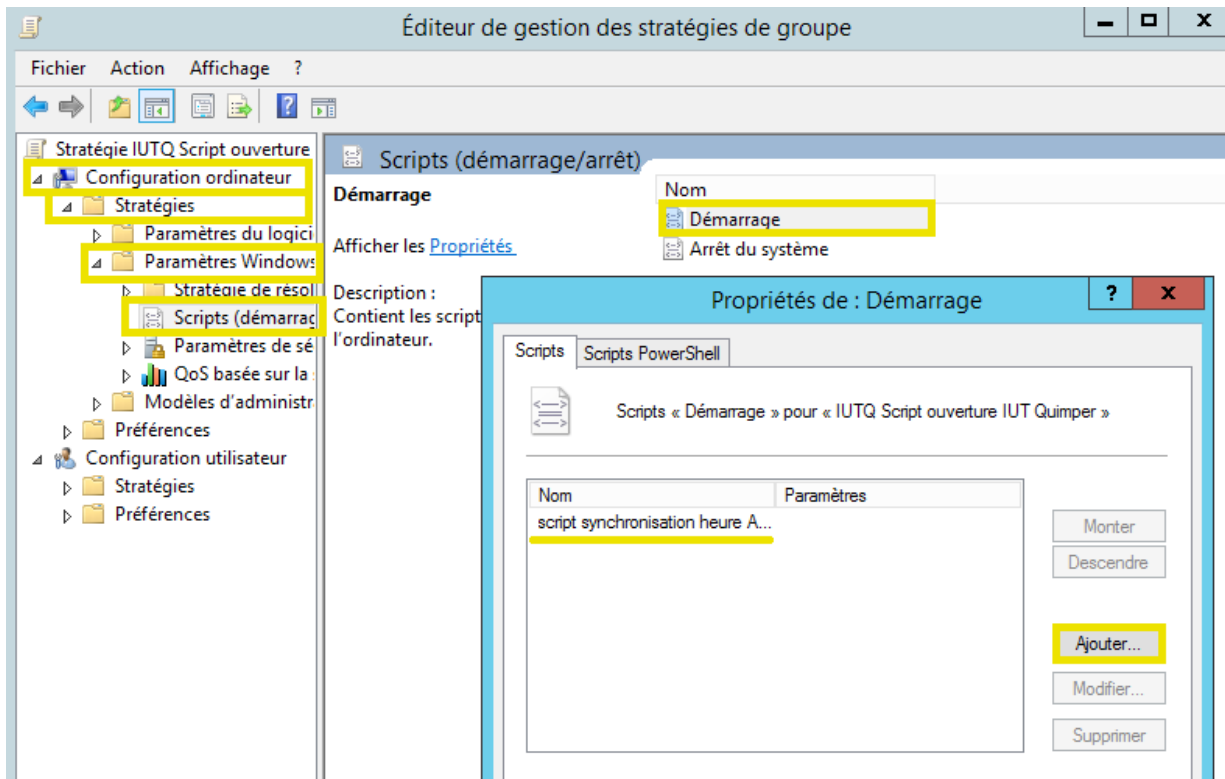 Éditeur de gestion des stratégies de groupe
Fichier Action Affichage ?
Stratégie IUTQ Script ouverture
Configuration ordinateur
Stratégies
Paramètres du logici
Paramètres Windows
Stratégie de résol
Scripts (démarrag
Paramètres de sé
QoS basée sur la
Modèles d'administr
Préférences
Configuration utilisateur
Stratégies
Préférences
Scripts (démarrage/arrêt)
Démarrage
Afficher les Propriétés
Description :
Contient les script
l'ordinateur.
Nom
Démarrage
Arrêt du système
Propriétés de : Démarrage
? x
Scripts Scripts PowerShell
Scripts « Démarrage » pour « IUTQ Script ouverture IUT Quimper »
Nom Paramètres
script synchronisation heure A...
Monter
Descendre
Ajouter...
Modifier...
Supprimer